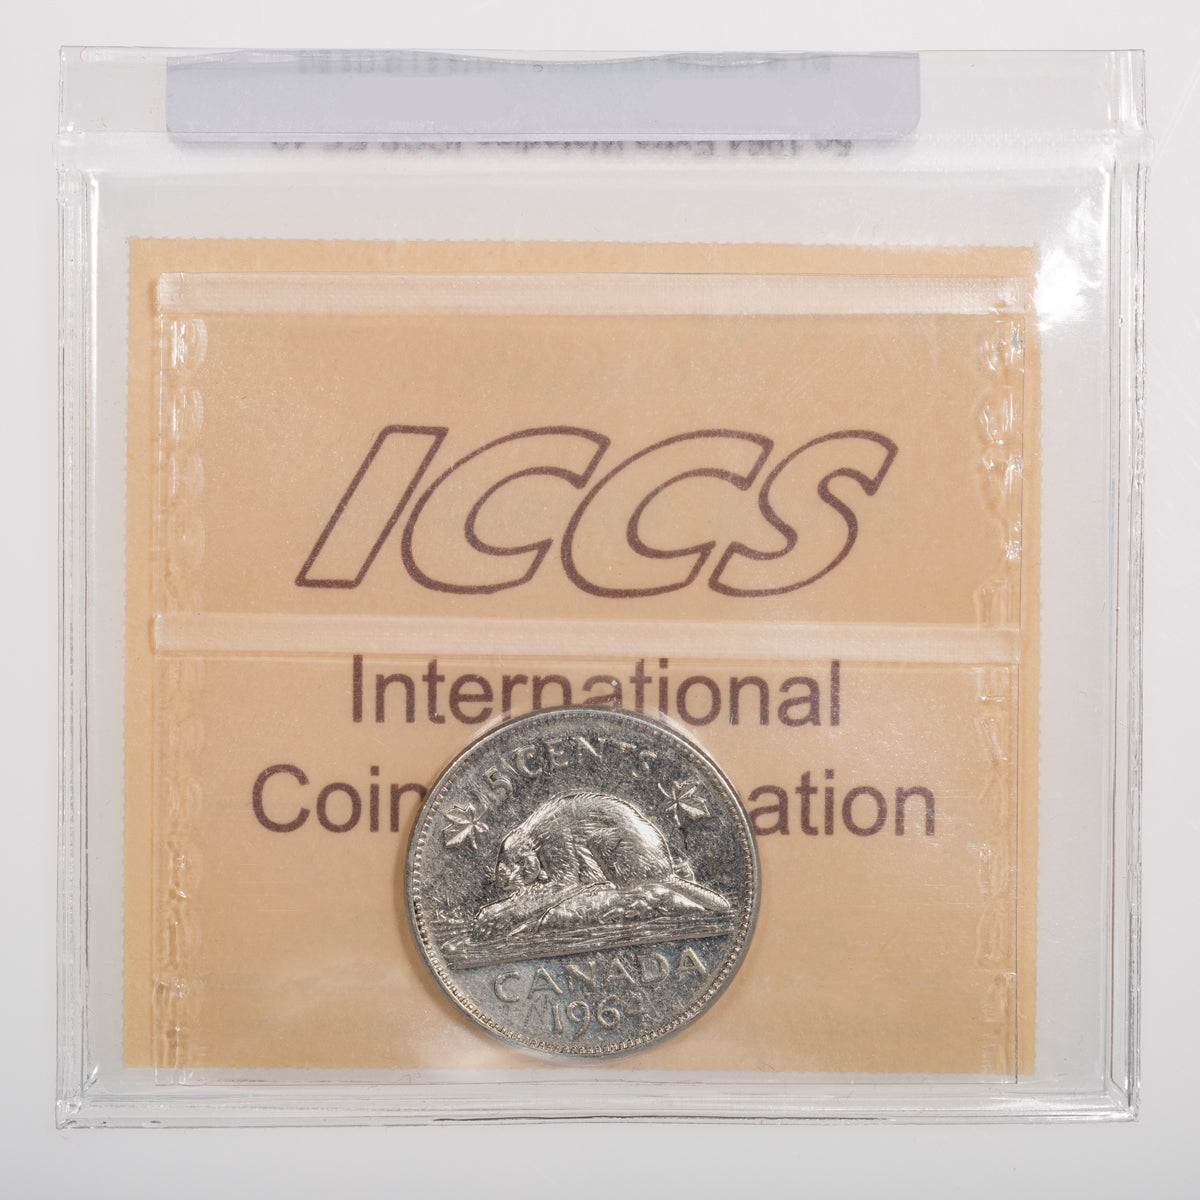 ICCS
International
Coin ation
5 CENTS
K G
CANADA
1964